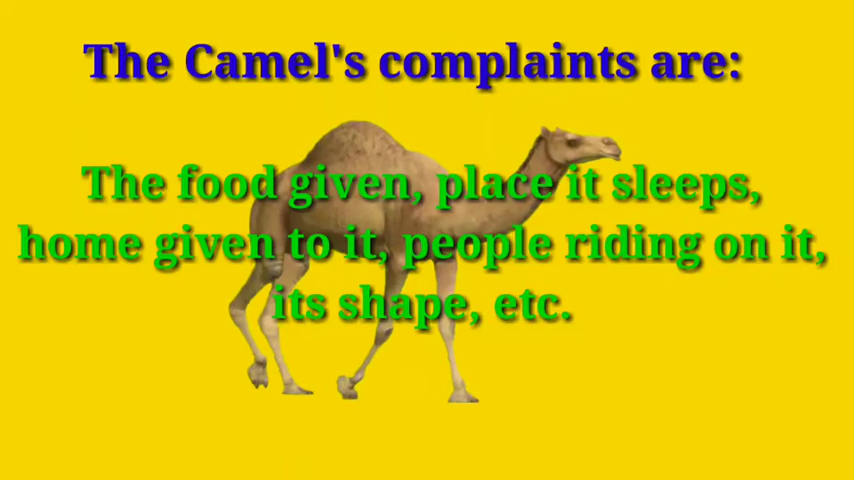 The Camel's complaints are:
The food given, place it sleeps,
home given to it, people riding on it,
its shape, etc.